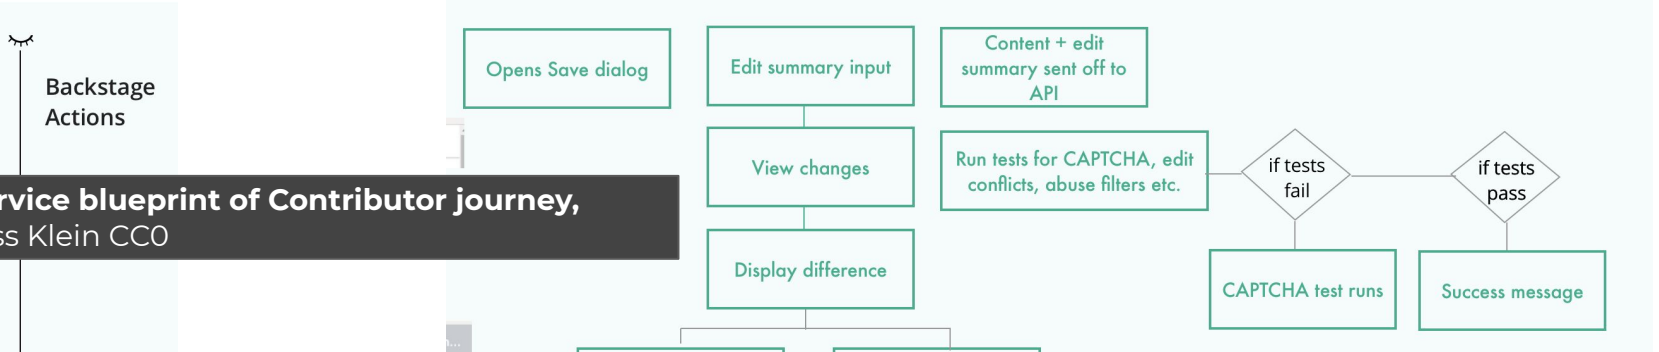 Backstage
Actions
rvice blueprint of Contributor journey,
ss Klein CC0
Opens Save dialog
Edit summary input
Content + edit
summary sent off to
API
View changes
Run tests for CAPTCHA, edit
conflicts, abuse filters etc.
if tests
fail
if tests
pass
Display difference
CAPTCHA test runs
Success message